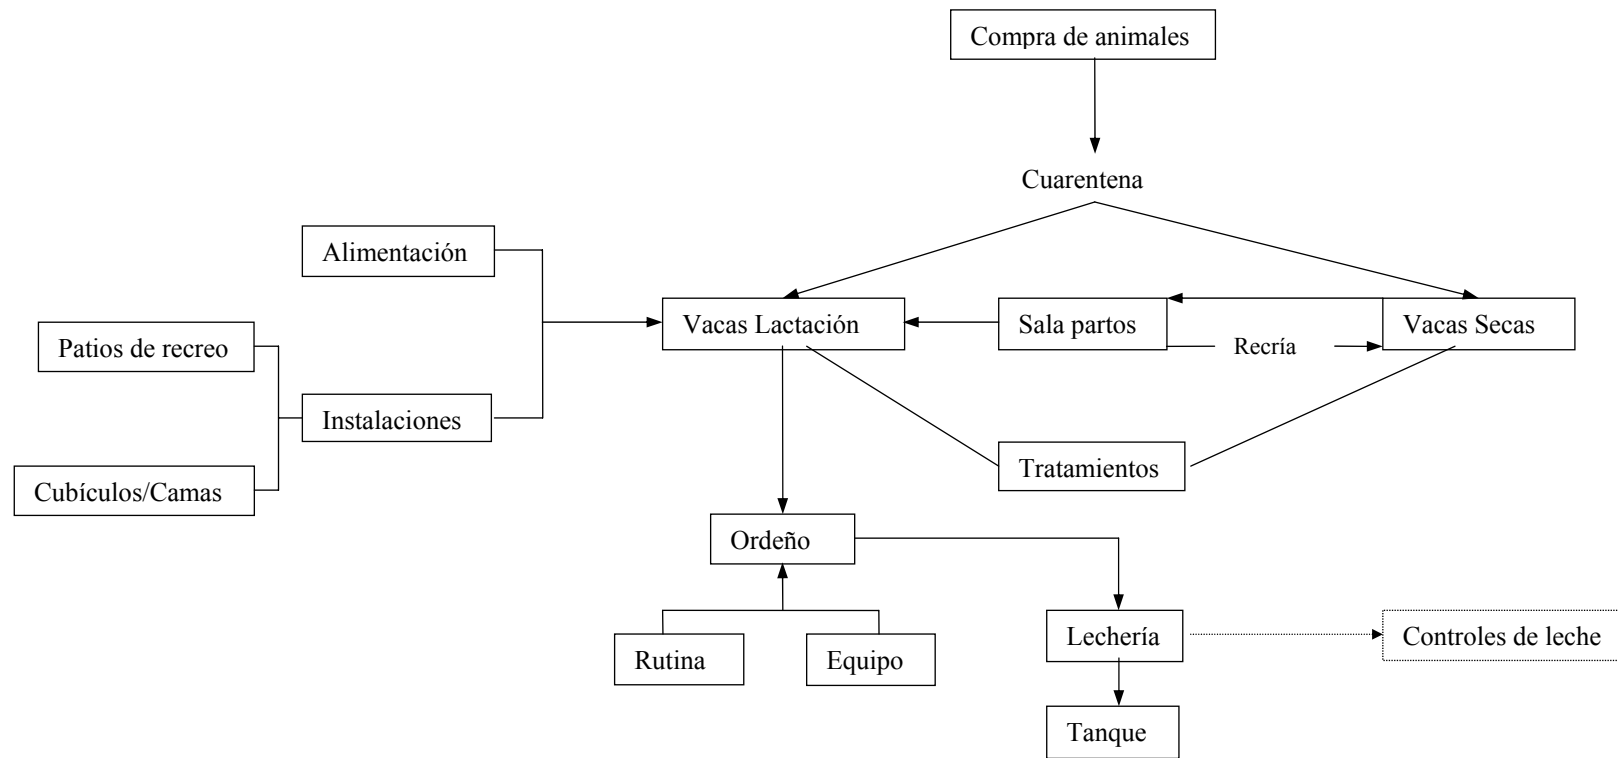 Compra de animales
Cuarentena
Alimentación
Vacas Lactación
Sala partos
Vacas Secas
Patios de recreo
Recría
Instalaciones
Tratamientos
Cubículos/Camas
Ordeño
Lechería
Controles de leche
Rutina
Equipo
Tanque